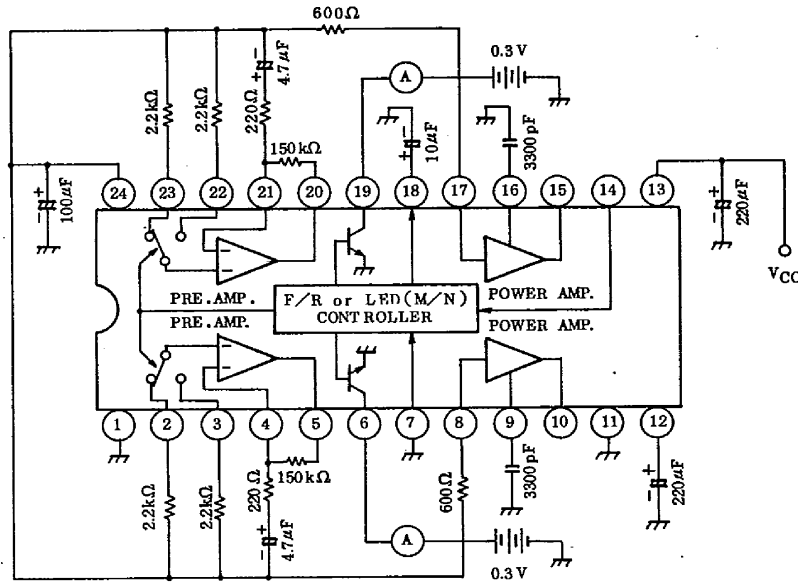 600Ω
0.3 V
A
4.7μF
+ -
2.2kΩ
2.2kΩ
220Ω
150kΩ
10μF
+ -
3300pF
100μF
+ -
220μF
+ -
VCC
24 23 22 21 20 19 18 17 16 15 14 13
PRE.AMP.
F/R or LED(M/N)
CONTROLLER
POWER AMP.
PRE.AMP.
POWER AMP.
1 2 3 4 5 6 7 8 9 10 11 12
2.2kΩ
2.2kΩ
220Ω
150kΩ
4.7μF
- +
600Ω
3300pF
220μF
- +
A
0.3 V